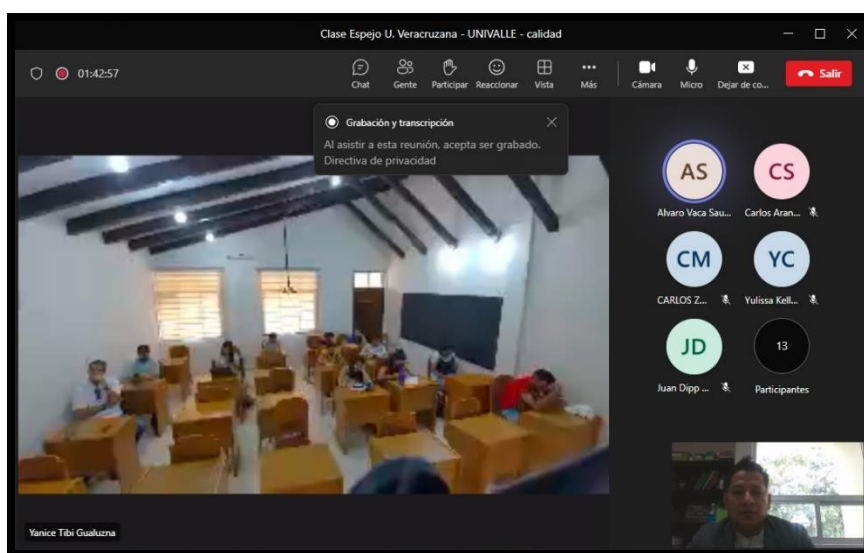 Clase Espejo U. Veracruzana - UNIVALLE - calidad
01:42:57
Chat
Gente
Participar
Reaccionar
Vista
Más
Cámara
Micro
Dejar de co...
Salir
Grabación y transcripción
Al asistir a esta reunión, acepta ser grabado.
Directiva de privacidad
AS
CS
Alvaro Vaca Sau...
Carlos Aran...
CM
YC
CARLOS Z...
Yulissa Kell...
JD
13
Juan Dipp ...
Participantes
Yanice Tibi Gualuzna